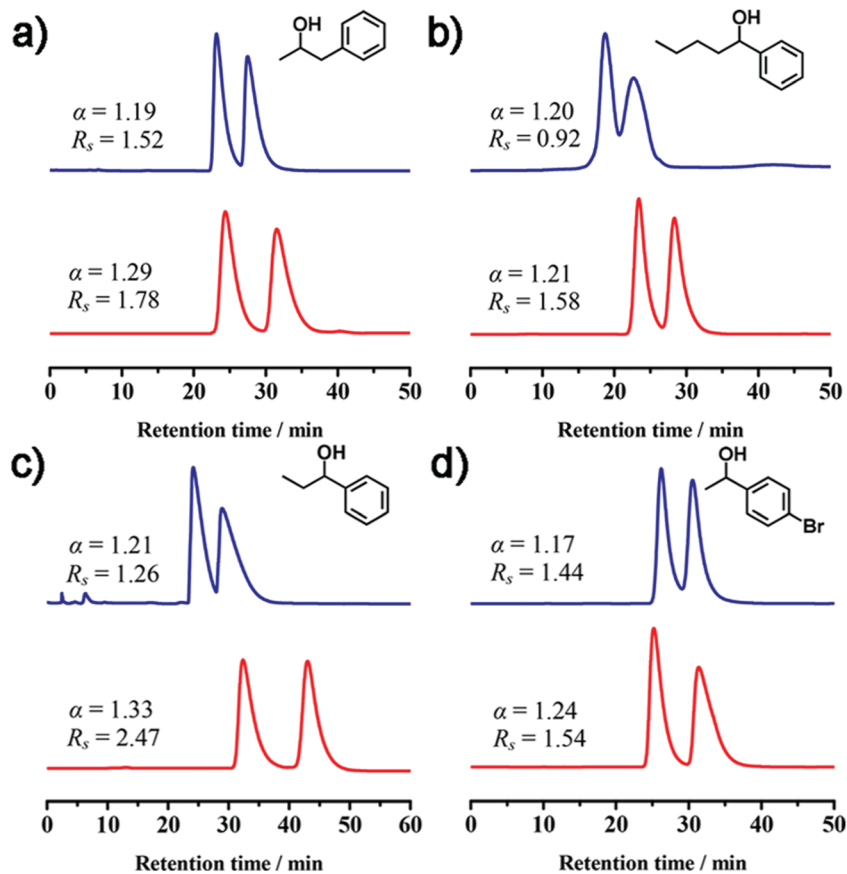 a)
OH
α = 1.19
Rs = 1.52
α = 1.29
Rs = 1.78
0 10 20 30 40 50
Retention time / min
b)
OH
α = 1.20
Rs = 0.92
α = 1.21
Rs = 1.58
0 10 20 30 40 50
Retention time / min
c)
OH
α = 1.21
Rs = 1.26
α = 1.33
Rs = 2.47
0 10 20 30 40 50 60
Retention time / min
d)
OH
Br
α = 1.17
Rs = 1.44
α = 1.24
Rs = 1.54
0 10 20 30 40 50
Retention time / min